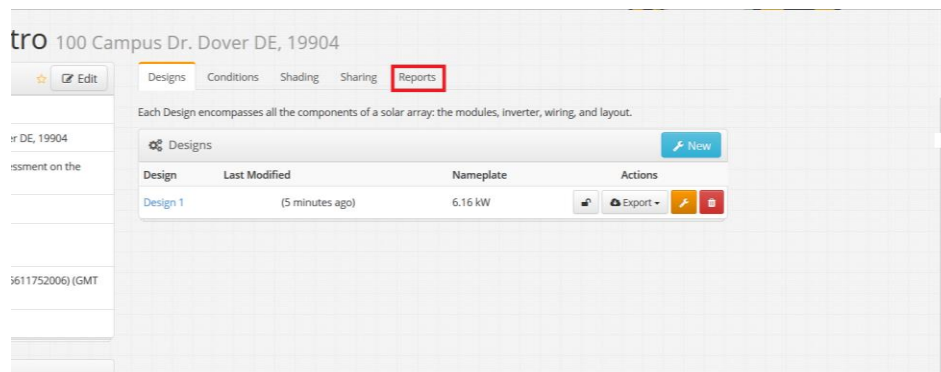 tro 100 Campus Dr. Dover DE, 19904
Edit
Designs Conditions Shading Sharing Reports
Each Design encompasses all the components of a solar array: the modules, inverter, wiring, and layout.
er DE, 19904
Designs
New
essment on the
Design Last Modified Nameplate Actions
Design 1 (5 minutes ago) 6.16 kW Export
5611752006) (GMT